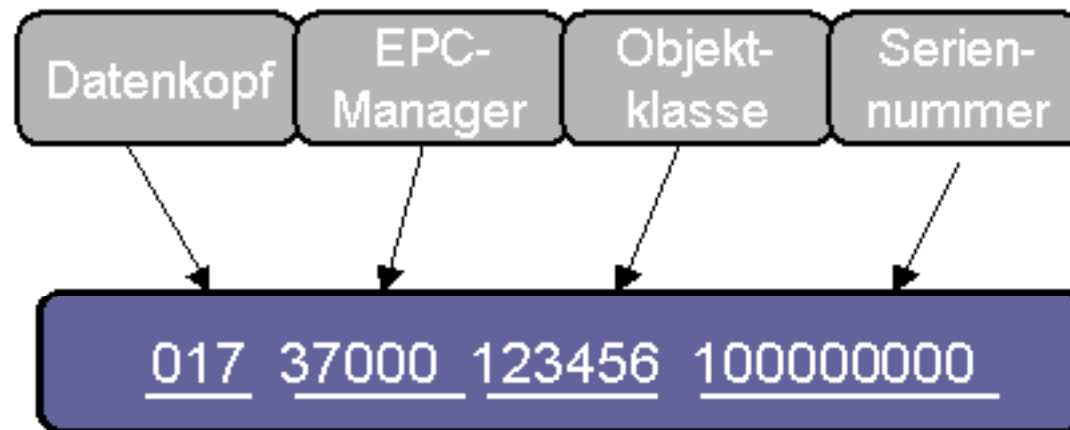 Datenkopf
EPC-
Manager
Objekt-
klasse
Serien-
nummer
017 37000 123456 100000000